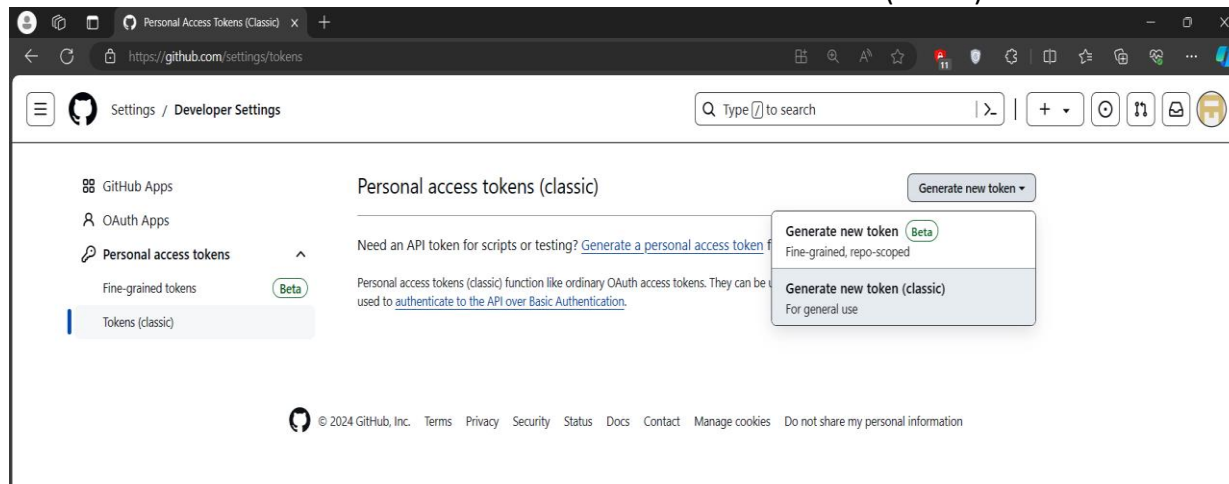 Personal Access Tokens (Classic)
https://github.com/settings/tokens
11
Settings / Developer Settings
Type / to search
GitHub Apps
OAuth Apps
Personal access tokens
Fine-grained tokens Beta
Tokens (classic)
Personal access tokens (classic)
Generate new token
Need an API token for scripts or testing? Generate a personal access token
Personal access tokens (classic) function like ordinary OAuth access tokens. They can be
used to authenticate to the API over Basic Authentication.
Generate new token Beta
Fine-grained, repo-scoped
Generate new token (classic)
For general use
© 2024 GitHub, Inc. Terms Privacy Security Status Docs Contact Manage cookies Do not share my personal information